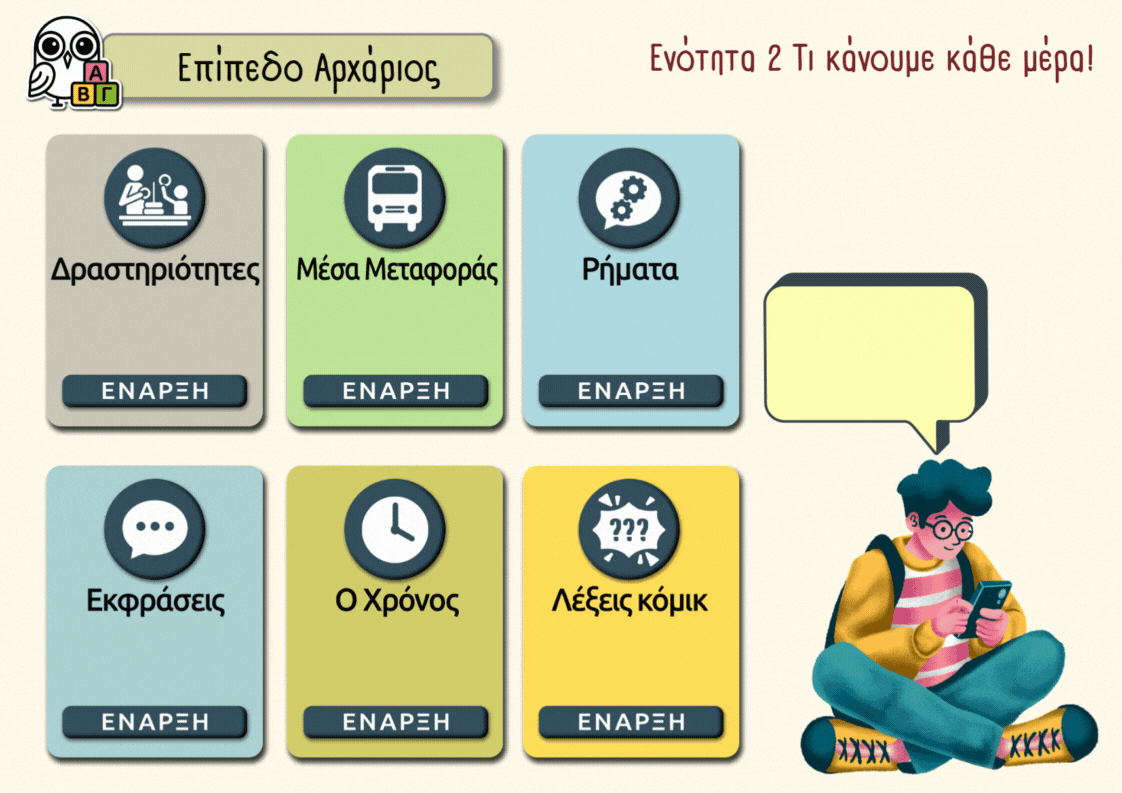 Α
Β Γ
Επίπεδο Αρχάριος
Ενότητα 2 Τι κάνουμε κάθε μέρα!
Δραστηριότητες
ΕΝΑΡΞΗ
Μέσα Μεταφοράς
ΕΝΑΡΞΗ
Ρήματα
ΕΝΑΡΞΗ
Εκφράσεις
ΕΝΑΡΞΗ
Ο Χρόνος
ΕΝΑΡΞΗ
???
Λέξεις κόμικ
ΕΝΑΡΞΗ